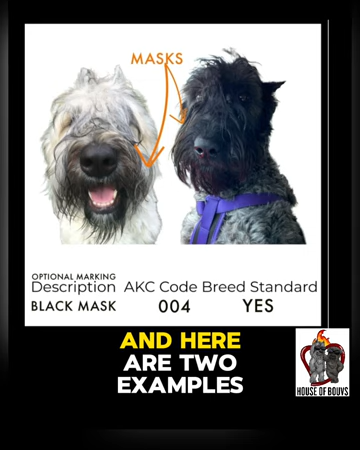 MASKS
OPTIONAL MARKING
Description AKC Code Breed Standard
BLACK MASK 004 YES
AND HERE
ARE TWO
EXAMPLES
HOUSE OF BOUVS